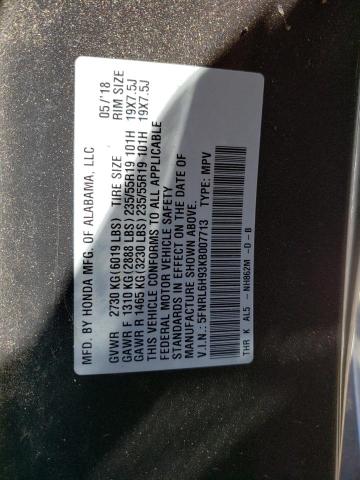 MFD. BY HONDA MFG. OF ALABAMA, LLC 05/'18
GVWR 2730 KG (6019 LBS) TIRE SIZE RIM SIZE
GAWR F 1310 KG (2888 LBS) 235/55R19 101H 19X7.5J
GAWR R 1465 KG (3230 LBS) 235/55R19 101H 19X7.5J
THIS VEHICLE CONFORMS TO ALL APPLICABLE
FEDERAL MOTOR VEHICLE SAFETY
STANDARDS IN EFFECT ON THE DATE OF
MANUFACTURE SHOWN ABOVE.
V.I.N.: 5FNRL6H93KB007713 TYPE: MPV
THR K AL5 - NH862M -D -B